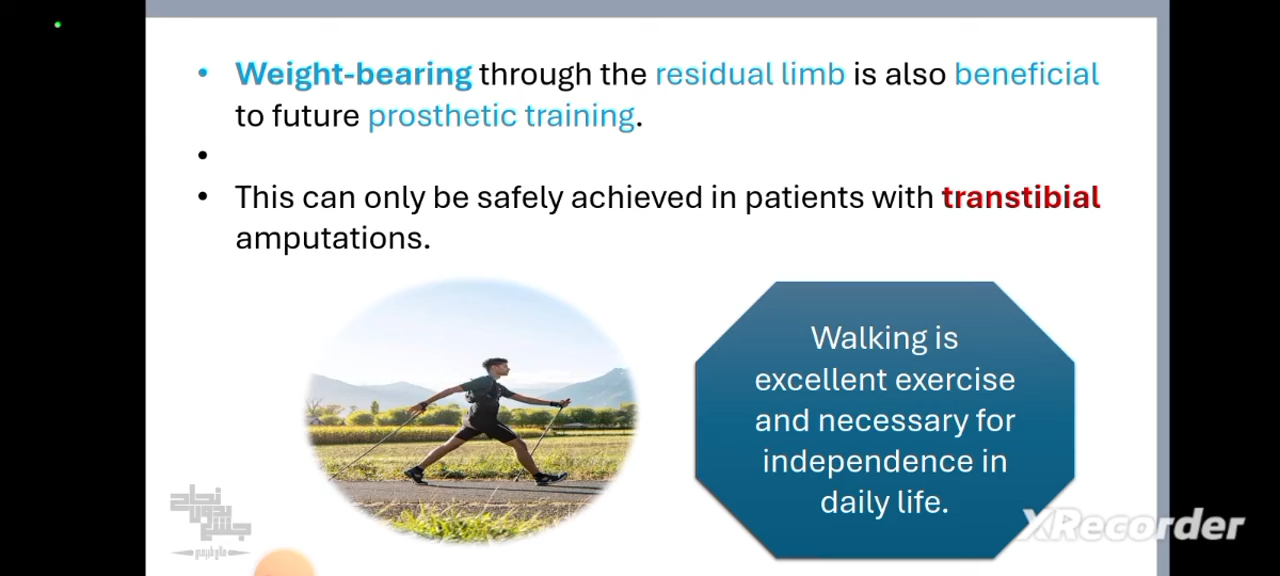 • Weight-bearing through the residual limb is also beneficial
to future prosthetic training.
•
• This can only be safely achieved in patients with transtibial
amputations.
Walking is
excellent exercise
and necessary for
independence in
daily life.
XRecorder